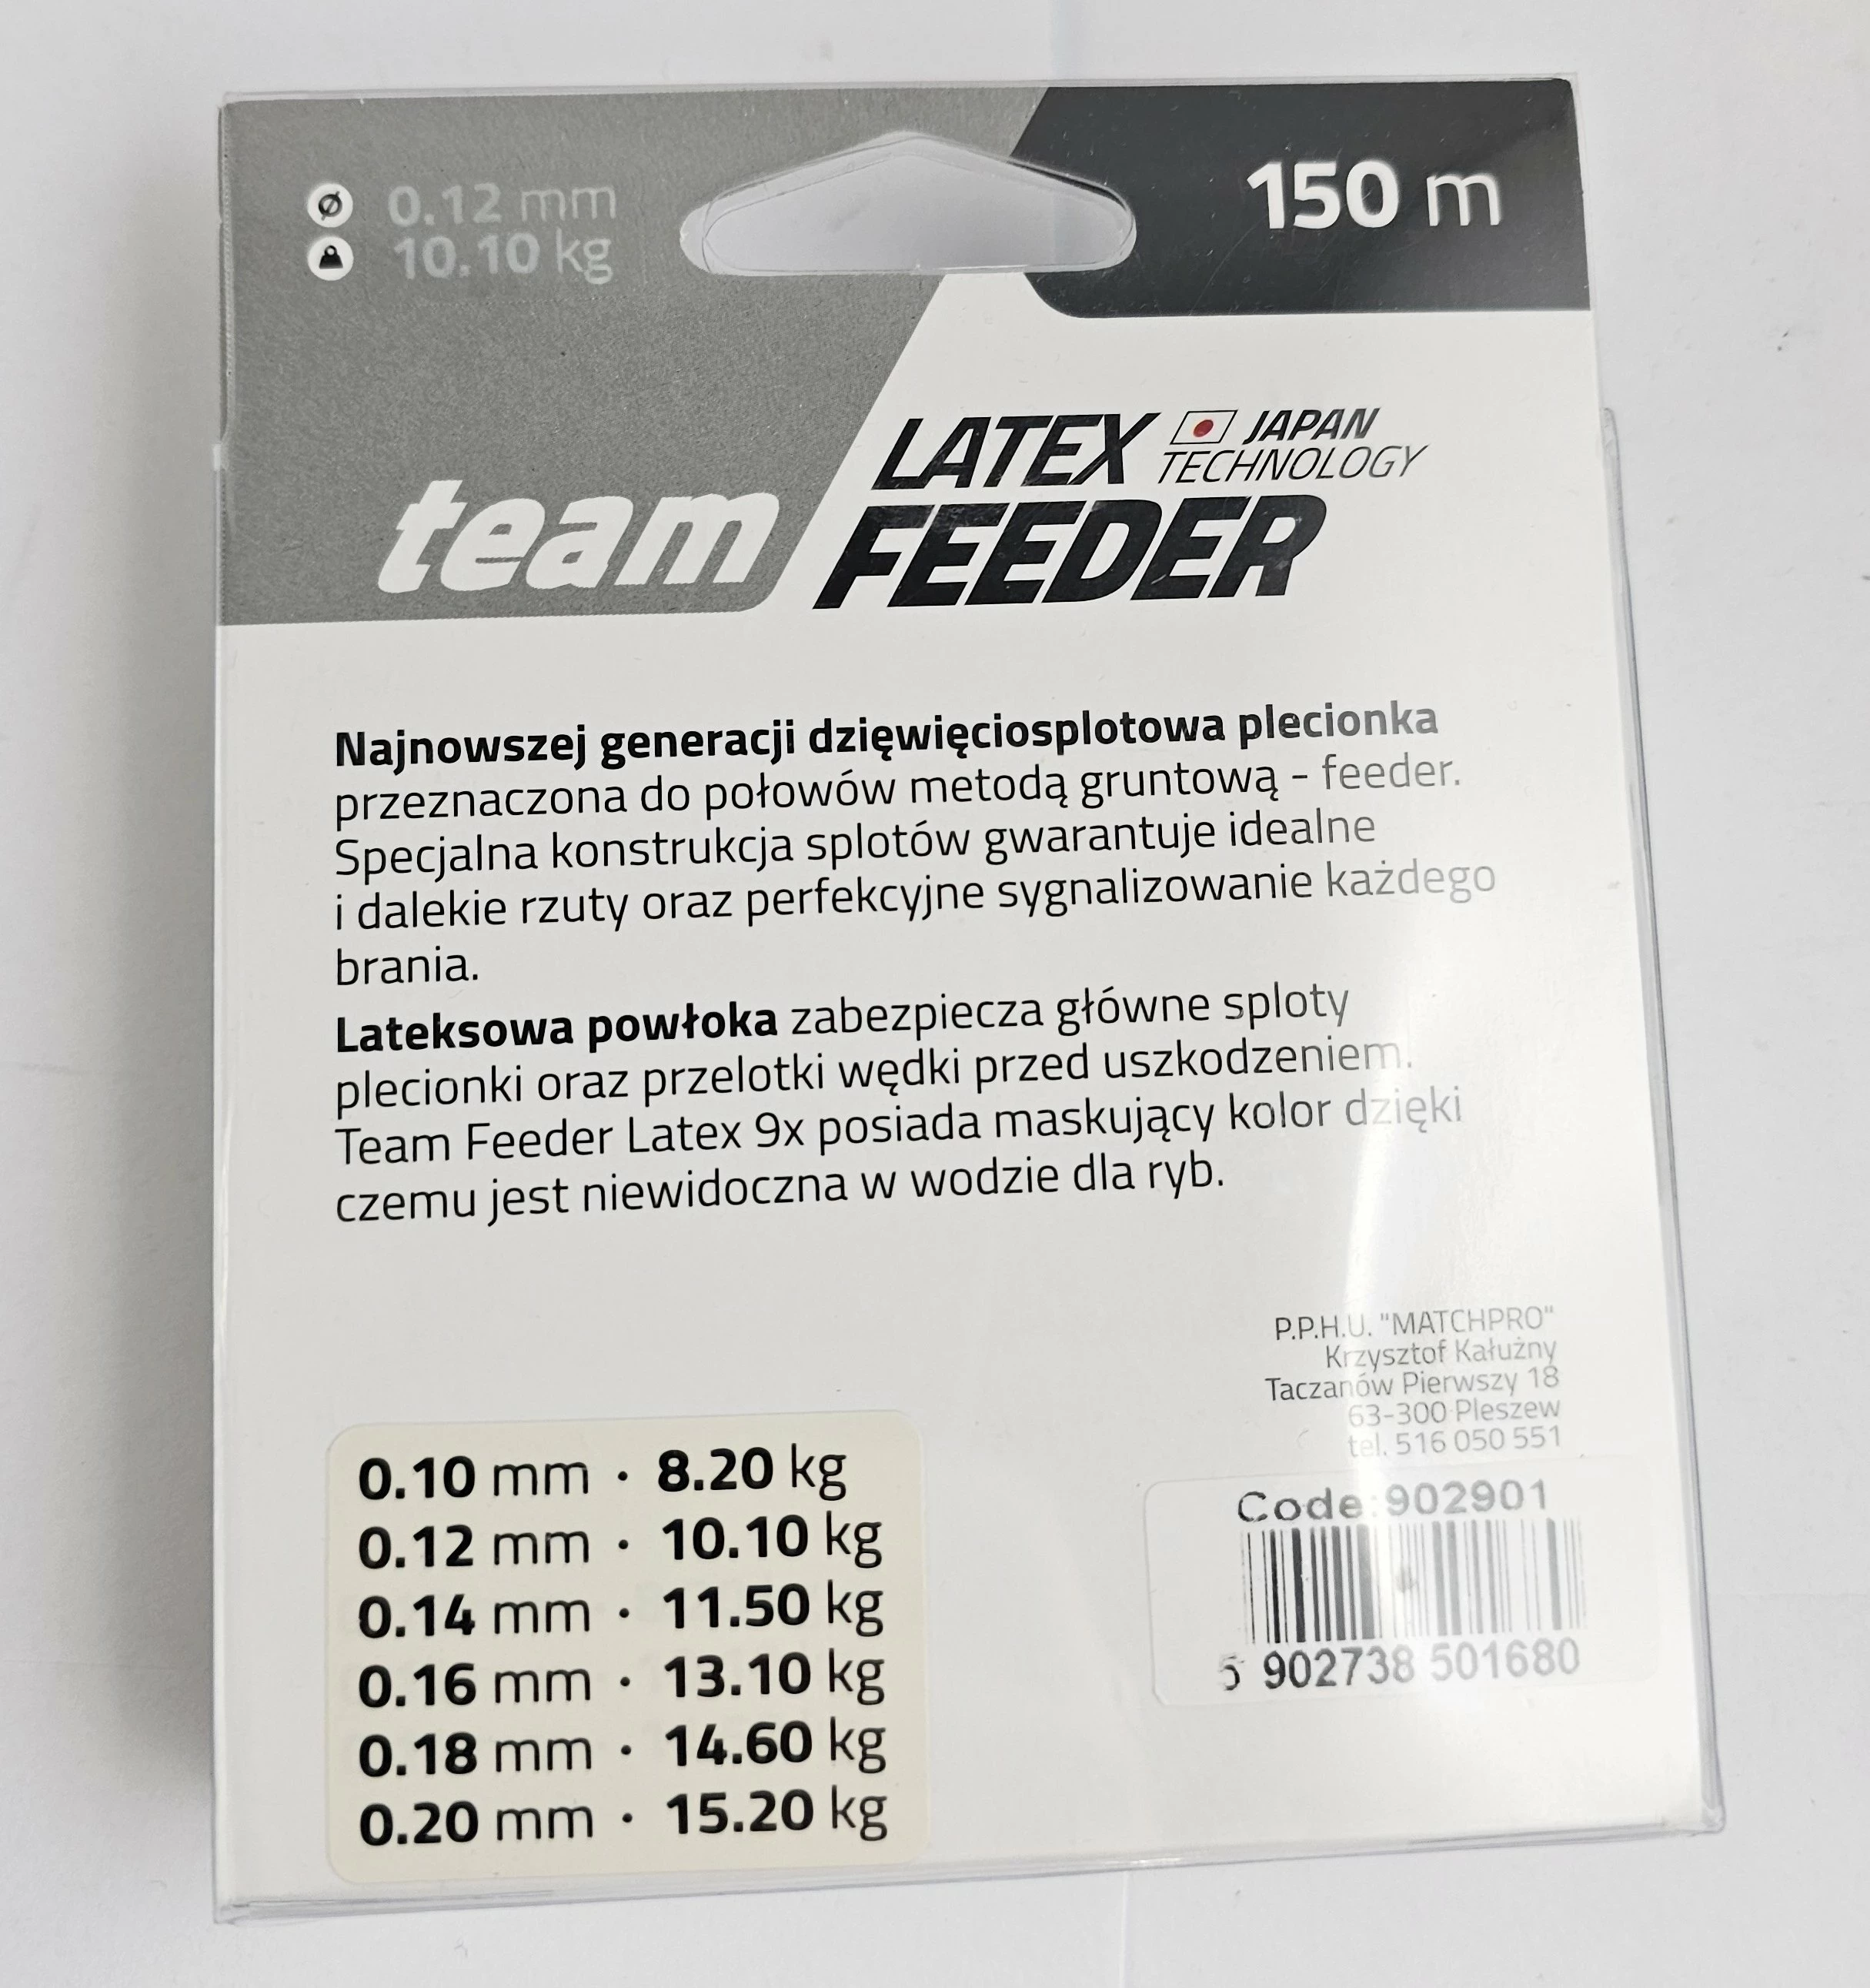 0.12 mm
10.10 kg
150 m
team
LATEX
JAPAN
TECHNOLOGY
FEEDER
Najnowszej generacji dzięwięciosplotowa plecionka
przeznaczona do połowów metodą gruntową - feeder.
Specjalna konstrukcja splotów gwarantuje idealne
i dalekie rzuty oraz perfekcyjne sygnalizowanie każdego
brania.
Lateksowa powłoka zabezpiecza główne sploty
plecionki oraz przelotki wędki przed uszkodzeniem.
Team Feeder Latex 9x posiada maskujący kolor dzięki
czemu jest niewidoczna w wodzie dla ryb.
P.P.H.U. "MATCHPRO"
Krzysztof Kałużny
Taczanów Pierwszy 18
63-300 Pleszew
tel. 516 050 551
0.10 mm · 8.20 kg
0.12 mm · 10.10 kg
0.14 mm · 11.50 kg
0.16 mm · 13.10 kg
0.18 mm · 14.60 kg
0.20 mm · 15.20 kg
Code:902901
5 902738 501680